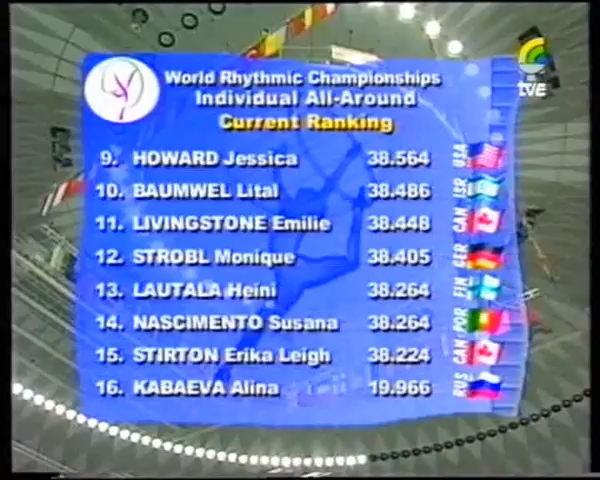 World Rhythmic Championships
Individual All-Around
Current Ranking
tve
9. HOWARD Jessica 38.564 USA
10. BAUMWEL Lital 38.486 ISR
11. LIVINGSTONE Emilie 38.448 CAN
12. STROBL Monique 38.405 GER
13. LAUTALA Heini 38.264 FIN
14. NASCIMENTO Susana 38.264 POR
15. STIRTON Erika Leigh 38.224 CAN
16. KABAEVA Alina 19.966 RUS